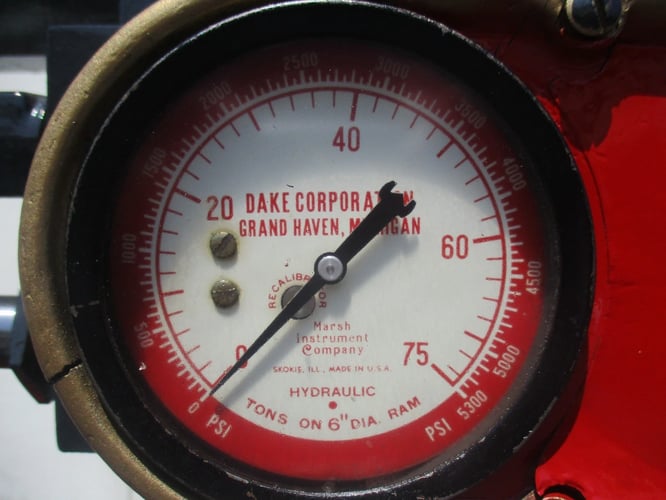 0
500
1000
1500
2000
2500
3000
3500
4000
4500
5000
5300
PSI
PSI
0
20
40
60
75
DAKE CORPORATION
GRAND HAVEN, MICHIGAN
RECALIBRATOR
Marsh
Instrument
Company
SKOKIE, ILL., MADE IN U.S.A.
HYDRAULIC
TONS ON 6" DIA. RAM